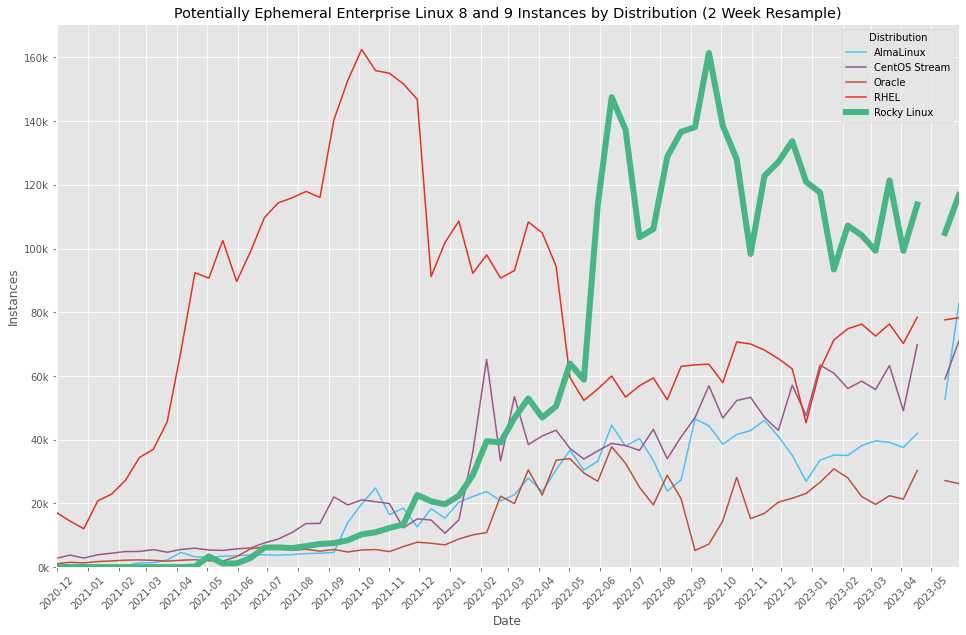 Potentially Ephemeral Enterprise Linux 8 and 9 Instances by Distribution (2 Week Resample)
Distribution
AlmaLinux
CentOS Stream
Oracle
RHEL
Rocky Linux
160k
140k
120k
100k
80k
60k
40k
20k
0k
Instances
2020-12
2021-01
2021-02
2021-03
2021-04
2021-05
2021-06
2021-07
2021-08
2021-09
2021-10
2021-11
2021-12
2022-01
2022-02
2022-03
2022-04
2022-05
2022-06
2022-07
2022-08
2022-09
2022-10
2022-11
2022-12
2023-01
2023-02
2023-03
2023-04
2023-05
Date